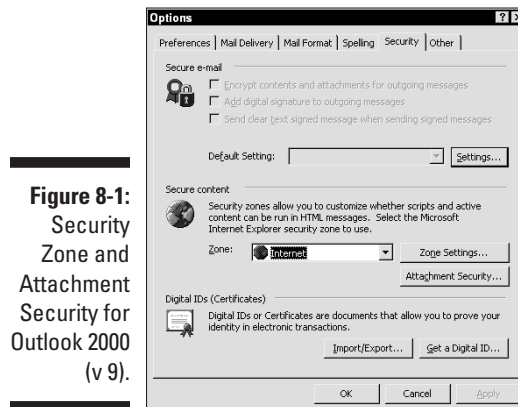 Options
Preferences | Mail Delivery | Mail Format | Spelling | Security | Other
Secure e-mail
Encrypt contents and attachments for outgoing messages
Add digital signature to outgoing messages
Send clear text signed message when sending signed messages
Default Setting:
Settings...
Secure content
Security zones allow you to customize whether scripts and active
content can be run in HTML messages. Select the Microsoft
Internet Explorer security zone to use.
Zone: Internet
Zone Settings...
Attachment Security...
Digital IDs (Certificates)
Digital IDs or Certificates are documents that allow you to prove your
identity in electronic transactions.
Import/Export...
Get a Digital ID...
OK
Cancel
Apply
Figure 8-1:
Security
Zone and
Attachment
Security for
Outlook 2000
(v 9).